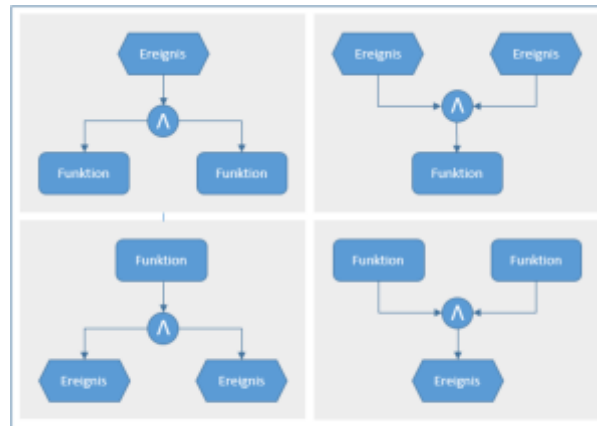 Ereignis
Λ
Funktion Funktion
Ereignis Ereignis
Λ
Funktion
Funktion
Λ
Ereignis Ereignis
Funktion Funktion
Λ
Ereignis